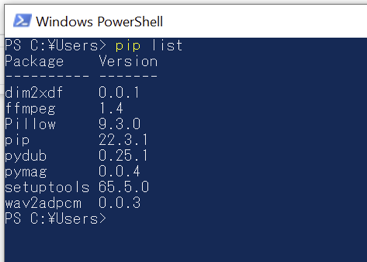 Windows PowerShell
PS C:¥Users> pip list
Package    Version
---------- -------
dim2xdf    0.0.1
ffmpeg     1.4
Pillow     9.3.0
pip        22.3.1
pydub      0.25.1
pymag      0.0.4
setuptools 65.5.0
wav2adpcm  0.0.3
PS C:¥Users>